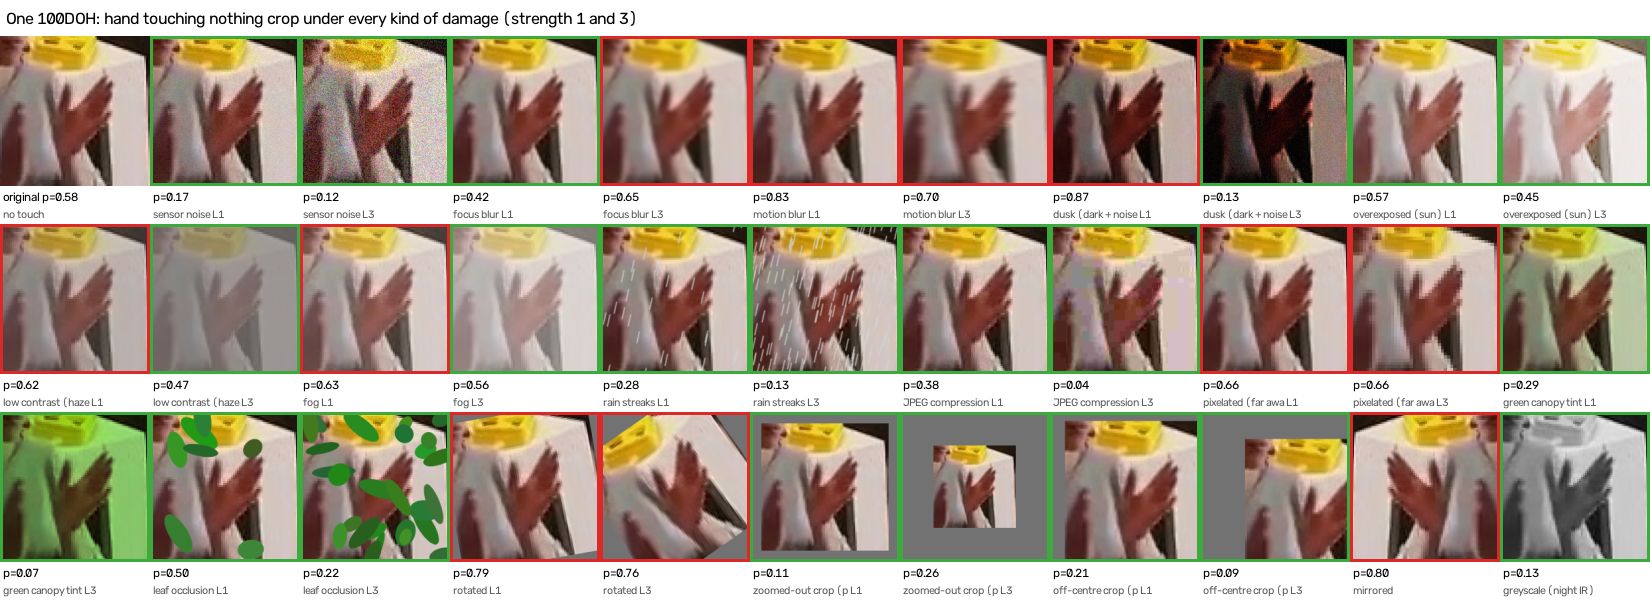 One 100DOH: hand touching nothing crop under every kind of damage (strength 1 and 3)
original p=0.58 p=0.17 p=0.12 p=0.42 p=0.65 p=0.83 p=0.70 p=0.87 p=0.13 p=0.57 p=0.45
no touch sensor noise L1 sensor noise L3 focus blur L1 focus blur L3 motion blur L1 motion blur L3 dusk (dark + noise L1 dusk (dark + noise L3 overexposed (sun) L1 overexposed (sun) L3
p=0.62 p=0.47 p=0.63 p=0.56 p=0.28 p=0.13 p=0.38 p=0.04 p=0.66 p=0.66 p=0.29
low contrast (haze L1 low contrast (haze L3 fog L1 fog L3 rain streaks L1 rain streaks L3 JPEG compression L1 JPEG compression L3 pixelated (far awa L1 pixelated (far awa L3 green canopy tint L1
p=0.07 p=0.50 p=0.22 p=0.79 p=0.76 p=0.11 p=0.26 p=0.21 p=0.09 p=0.80 p=0.13
green canopy tint L3 leaf occlusion L1 leaf occlusion L3 rotated L1 rotated L3 zoomed-out crop (p L1 zoomed-out crop (p L3 off-centre crop (p L1 off-centre crop (p L3 mirrored greyscale (night IR)